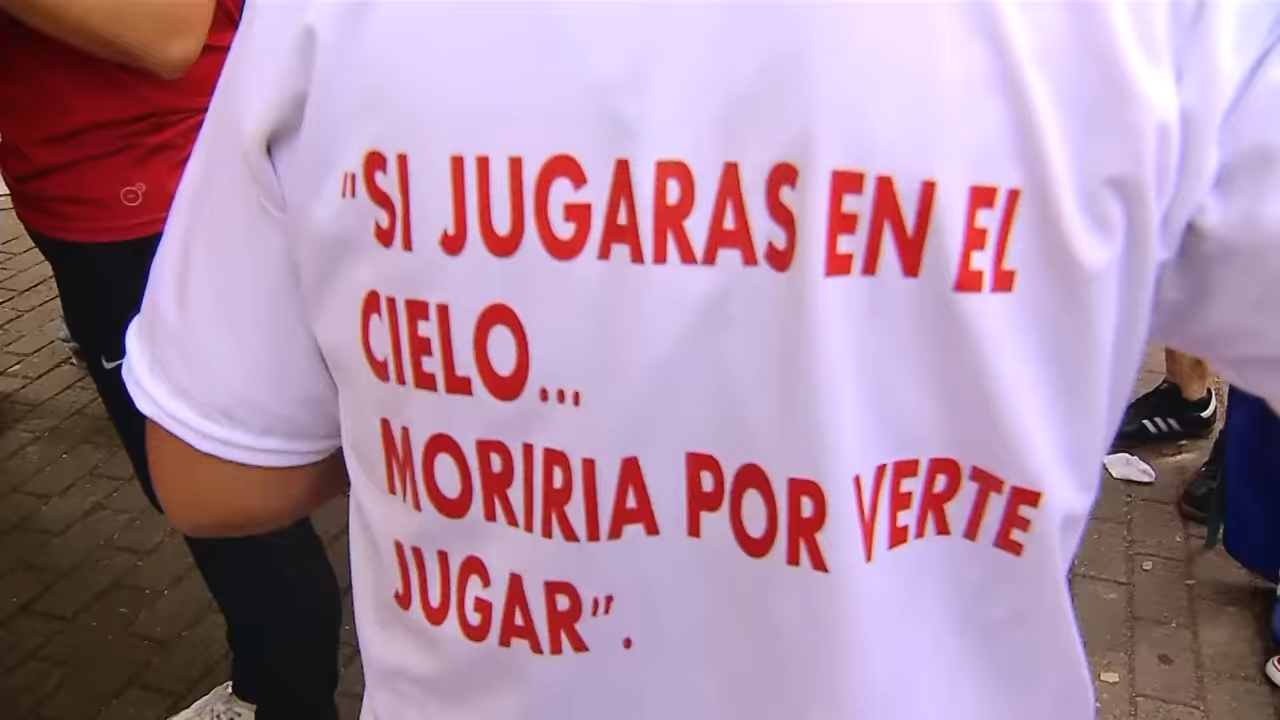 "SI JUGARAS EN EL
CIELO...
MORIRIA POR VERTE
JUGAR".